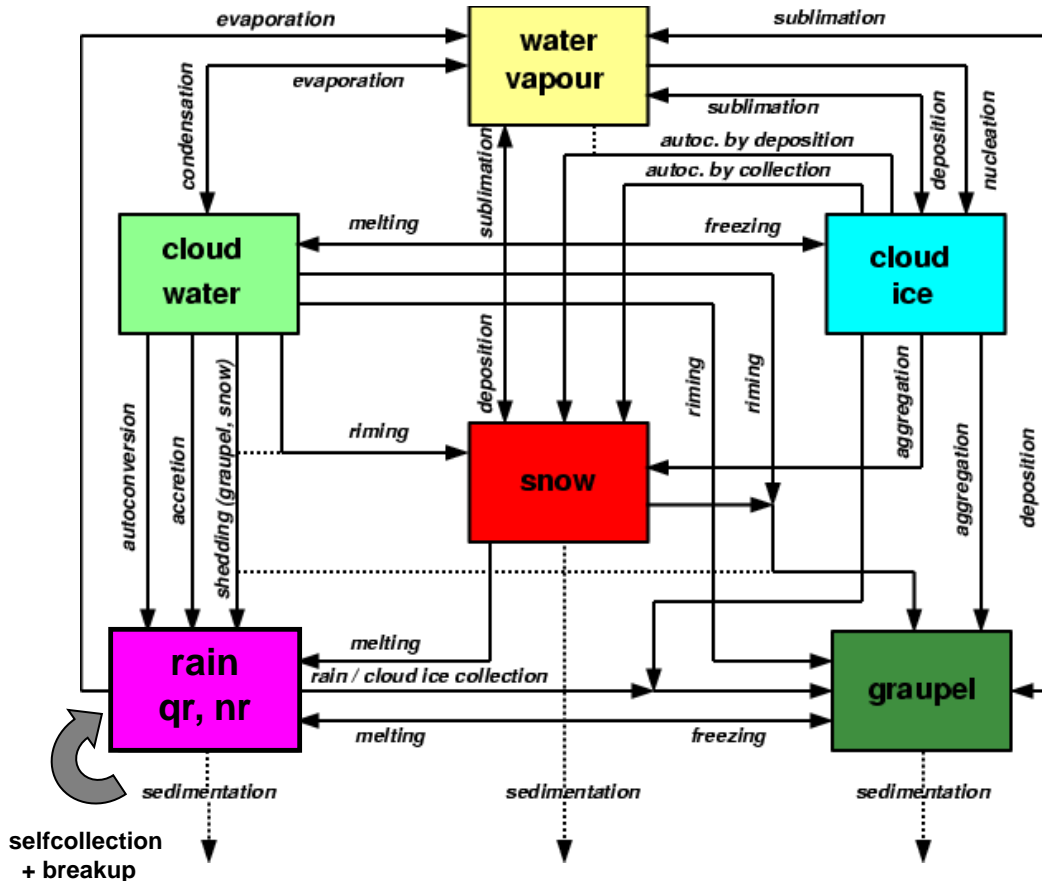 evaporation
sublimation
water
vapour
evaporation
sublimation
condensation
sublimation
autoc. by deposition
autoc. by collection
deposition
nucleation
melting
freezing
cloud
water
cloud
ice
deposition
riming
riming
riming
aggregation
aggregation
deposition
autoconversion
accretion
shedding (graupel, snow)
snow
melting
rain / cloud ice collection
rain
qr, nr
graupel
melting
freezing
sedimentation
sedimentation
sedimentation
selfcollection
+ breakup